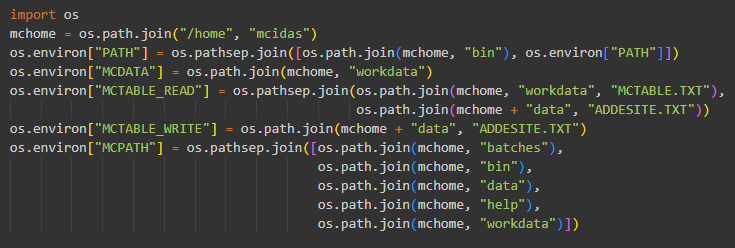 import os
mchome = os.path.join("/home", "mcidas")
os.environ["PATH"] = os.pathsep.join([os.path.join(mchome, "bin"), os.environ["PATH"]])
os.environ["MCDATA"] = os.path.join(mchome, "workdata")
os.environ["MCTABLE_READ"] = os.pathsep.join(os.path.join(mchome, "workdata", "MCTABLE.TXT"),
os.path.join(mchome + "data", "ADDESITE.TXT"))
os.environ["MCTABLE_WRITE"] = os.path.join(mchome + "data", "ADDESITE.TXT")
os.environ["MCPATH"] = os.pathsep.join([os.path.join(mchome, "batches"),
os.path.join(mchome, "bin"),
os.path.join(mchome, "data"),
os.path.join(mchome, "help"),
os.path.join(mchome, "workdata")])